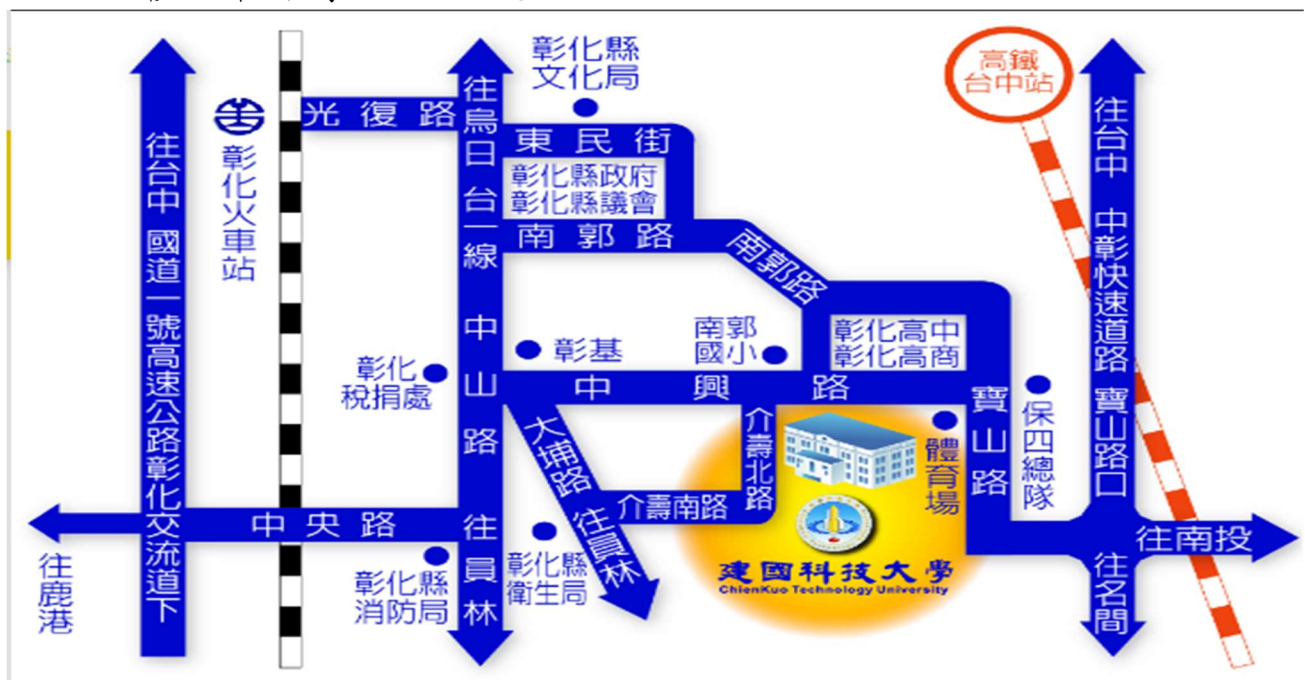 往台中 國道一號高速公路彰化交流道下
彰化火車站
光復路
往烏日 台一線 中山路 往員林
彰化縣
文化局
東民街
彰化縣政府
彰化縣議會
南郭路
南郭路
高鐵
台中站
往台中 中彰快速道路 寶山路口 往名間
彰基
南郭
國小
彰化高中
彰化高商
彰化
稅捐處
中興路
大埔路 往員林
介壽北路
介壽南路
體育場
寶山路
保四總隊
中央路
往鹿港
彰化縣
消防局
彰化縣
衛生局
建國科技大學
ChienKuo Technology University
往南投